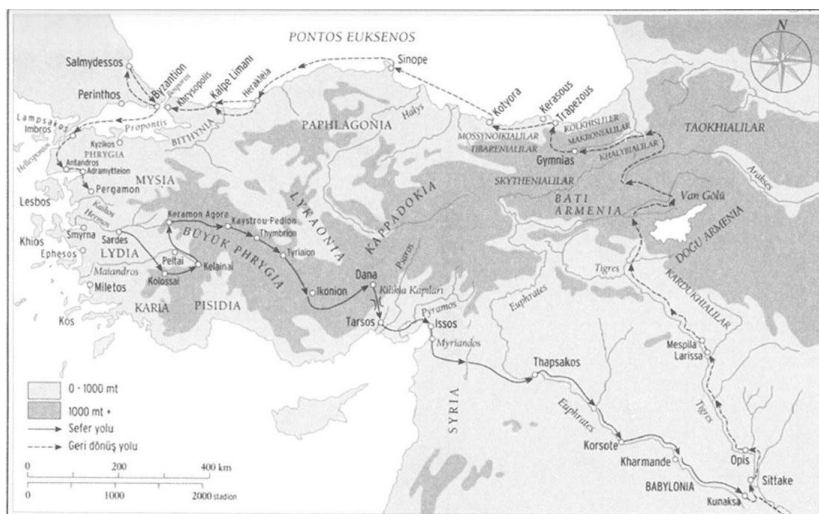 PONTOS EUKSENOS
N
Salmydessos
Sinope
Perinthos
Byzantion
Bosporos
Khrysopolis
Kalpe Limanı
Herakleia
Kotyora
Kerasous
Trapezous
Lampsakos
Imbros
Propontis
BITHYNIA
PAPHLAGONIA
Halys
MOSSYNOIKIALILAR
TIBARENIALILAR
KOLKHISLILER
MAKRONIALILAR
TAOKHIALILAR
Hellespontos
Kyzikos
PHRYGIA
Gymnias
KHALYBIALILAR
Antandros
Adramytteion
MYSIA
SKYTHENIALILAR
Arakses
Pergamon
LYKAONIA
KAPPADOKIA
BATI
ARMENIA
Van Gölü
Lesbos
Kaikos
Hermos
Keramon Agora
Kaystrou-Pedion
DOĞU ARMENIA
Khios
Smyrna
Sardes
BÜYÜK PHRYGIA
Thymbrion
Tyriaion
Ephesos
LYDIA
Peltai
Kelainai
Psaros
Tigres
KARDUKHIALILAR
Maiandros
Kolossai
Ikonion
Dana
Kilikia Kapıları
Euphrates
Miletos
KARIA
PISIDIA
Pyramos
Kos
Tarsos
Issos
Myriandos
Mespila
Larissa
Thapsakos
0 - 1000 mt
1000 mt +
Sefer yolu
Geri dönüş yolu
SYRIA
Euphrates
Tigres
Korsote
Opis
0 200 400 km
Kharmande
Sittake
0 1000 2000 stadion
BABYLONIA
Kunaksa